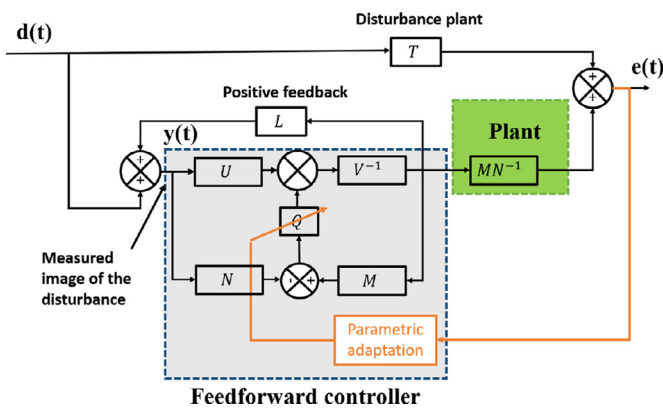 d(t)
Disturbance plant
T
+
+
e(t)
Positive feedback
L
y(t)
Plant
+
+
U
V⁻¹
MN⁻¹
Q
Measured
image of the
disturbance
N
- +
M
Parametric
adaptation
Feedforward controller